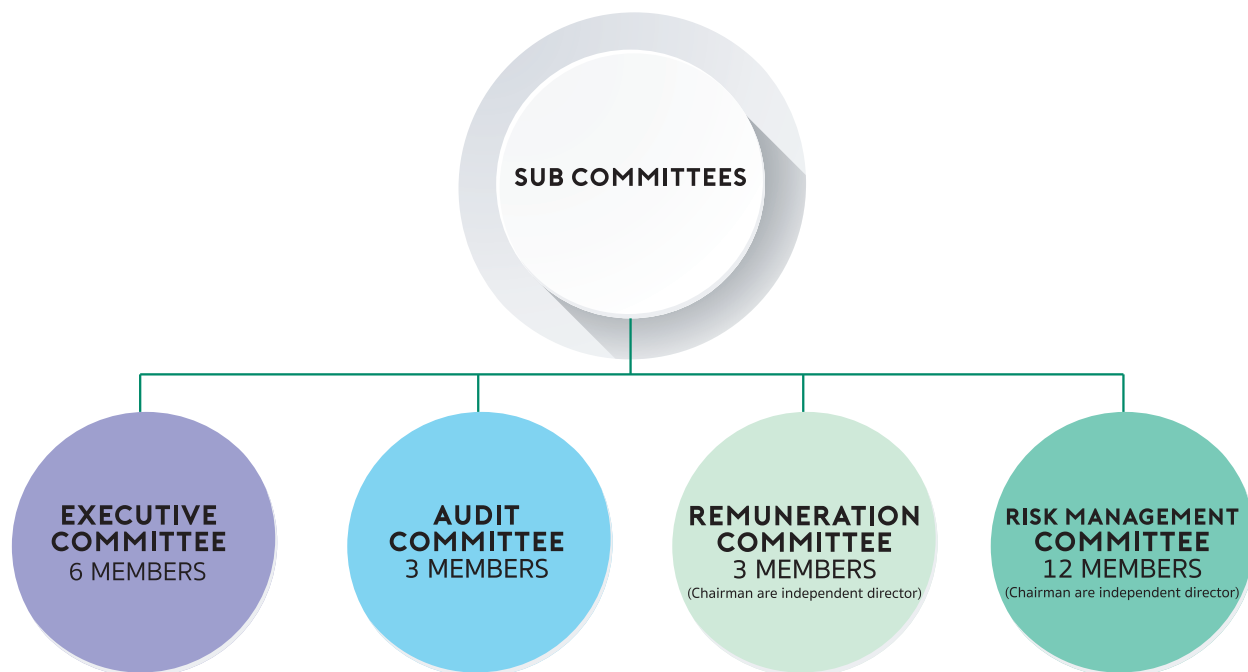 SUB COMMITTEES
EXECUTIVE
COMMITTEE
6 MEMBERS
AUDIT
COMMITTEE
3 MEMBERS
REMUNERATION
COMMITTEE
3 MEMBERS
(Chairman are independent director)
RISK MANAGEMENT
COMMITTEE
12 MEMBERS
(Chairman are independent director)